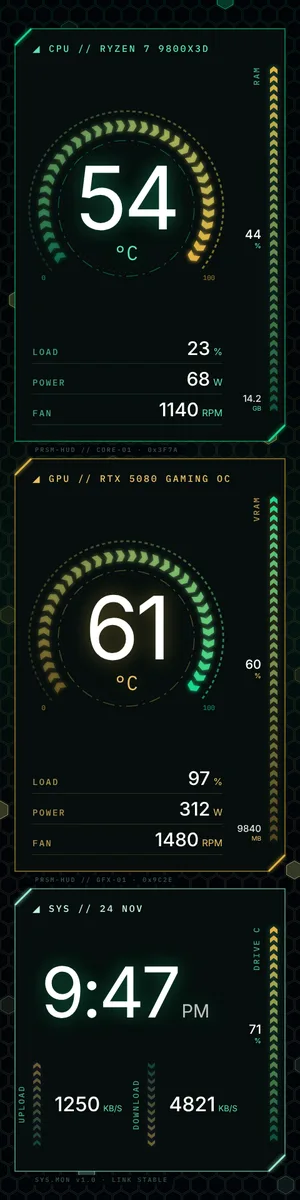 CPU // RYZEN 7 9800X3D
RAM
54
°C
0 100
44
%
LOAD 23 %
POWER 68 W
FAN 1140 RPM
14.2
GB
PRSM-HUD // CORE-01 · 0x3F7A
GPU // RTX 5080 GAMING OC
VRAM
61
°C
0 100
60
%
LOAD 97 %
POWER 312 W
FAN 1480 RPM
9840
MB
PRSM-HUD // GFX-01 · 0x9C2E
SYS // 24 NOV
DRIVE C
9:47 PM
71
%
UPLOAD 1250 KB/S
DOWNLOAD 4821 KB/S
SYS.MON v1.0 · LINK STABLE